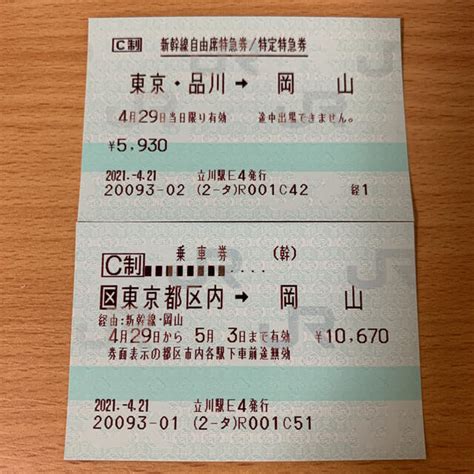 C制 新幹線自由席特急券/特定特急券
東京・品川 → 岡山
4月29日当日限り有効 途中出場できません。
¥5,930
2021.-4.21 立川駅E4発行
20093-02 (2-タ)R001C42 経1
乗車券 (幹)
C制
区東京都区内 → 岡山
経由:新幹線・岡山
4月29日から 5月 3日まで有効 ¥10,670
券面表示の都区市内各駅下車前途無効
2021.-4.21 立川駅E4発行
20093-01 (2-タ)R001C51